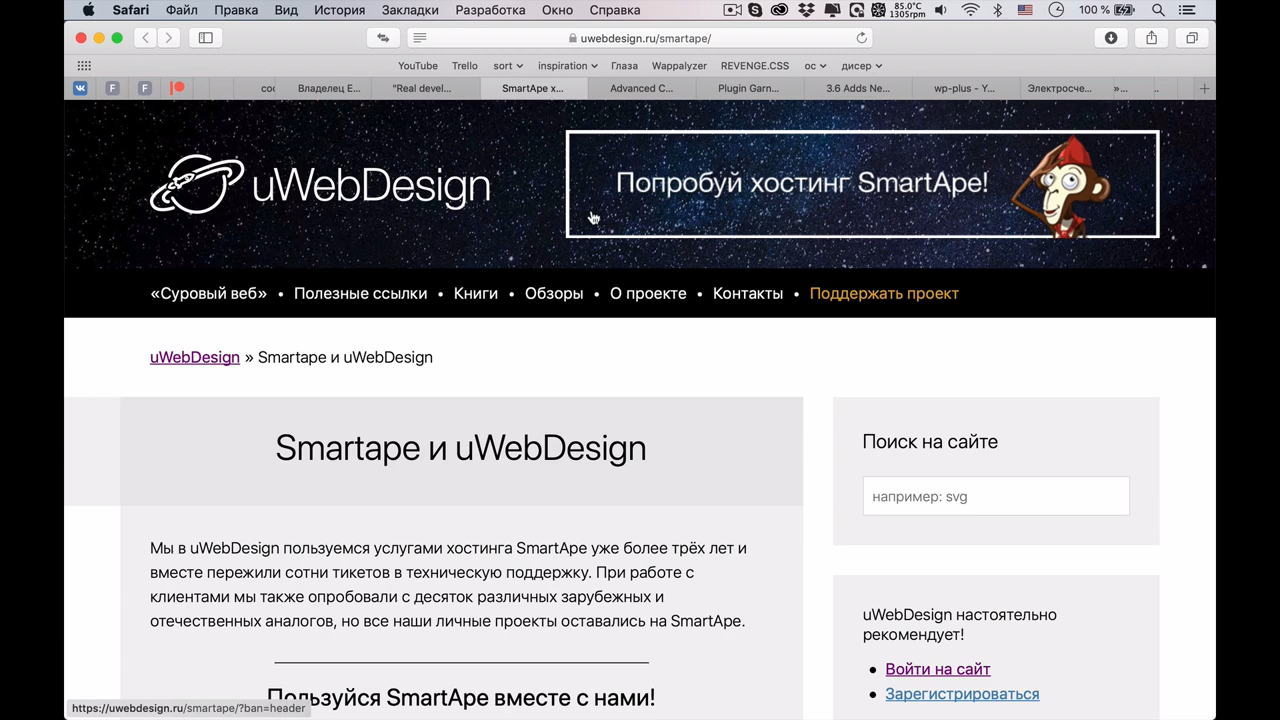 Safari Файл Правка Вид История Закладки Разработка Окно Справка 85.0°C 1305rpm 100 %
uwebdesign.ru/smartape/
YouTube Trello sort inspiration Глаза Wappalyzer REVENGE.CSS ос дисер
F F сос Владелец E... "Real devel... SmartApe x... Advanced C... Plugin Garn... 3.6 Adds Ne... wp-plus - Y... Электросче... »... ..
uWebDesign
Попробуй хостинг SmartApe!
«Суровый веб» • Полезные ссылки • Книги • Обзоры • О проекте • Контакты • Поддержать проект
uWebDesign » Smartape и uWebDesign
Smartape и uWebDesign
Мы в uWebDesign пользуемся услугами хостинга SmartApe уже более трёх лет и
вместе пережили сотни тикетов в техническую поддержку. При работе с
клиентами мы также опробовали с десяток различных зарубежных и
отечественных аналогов, но все наши личные проекты оставались на SmartApe.
Пользуйся SmartApe вместе с нами!
Поиск на сайте
например: svg
uWebDesign настоятельно
рекомендует!
• Войти на сайт
• Зарегистрироваться
https://uwebdesign.ru/smartape/?ban=header